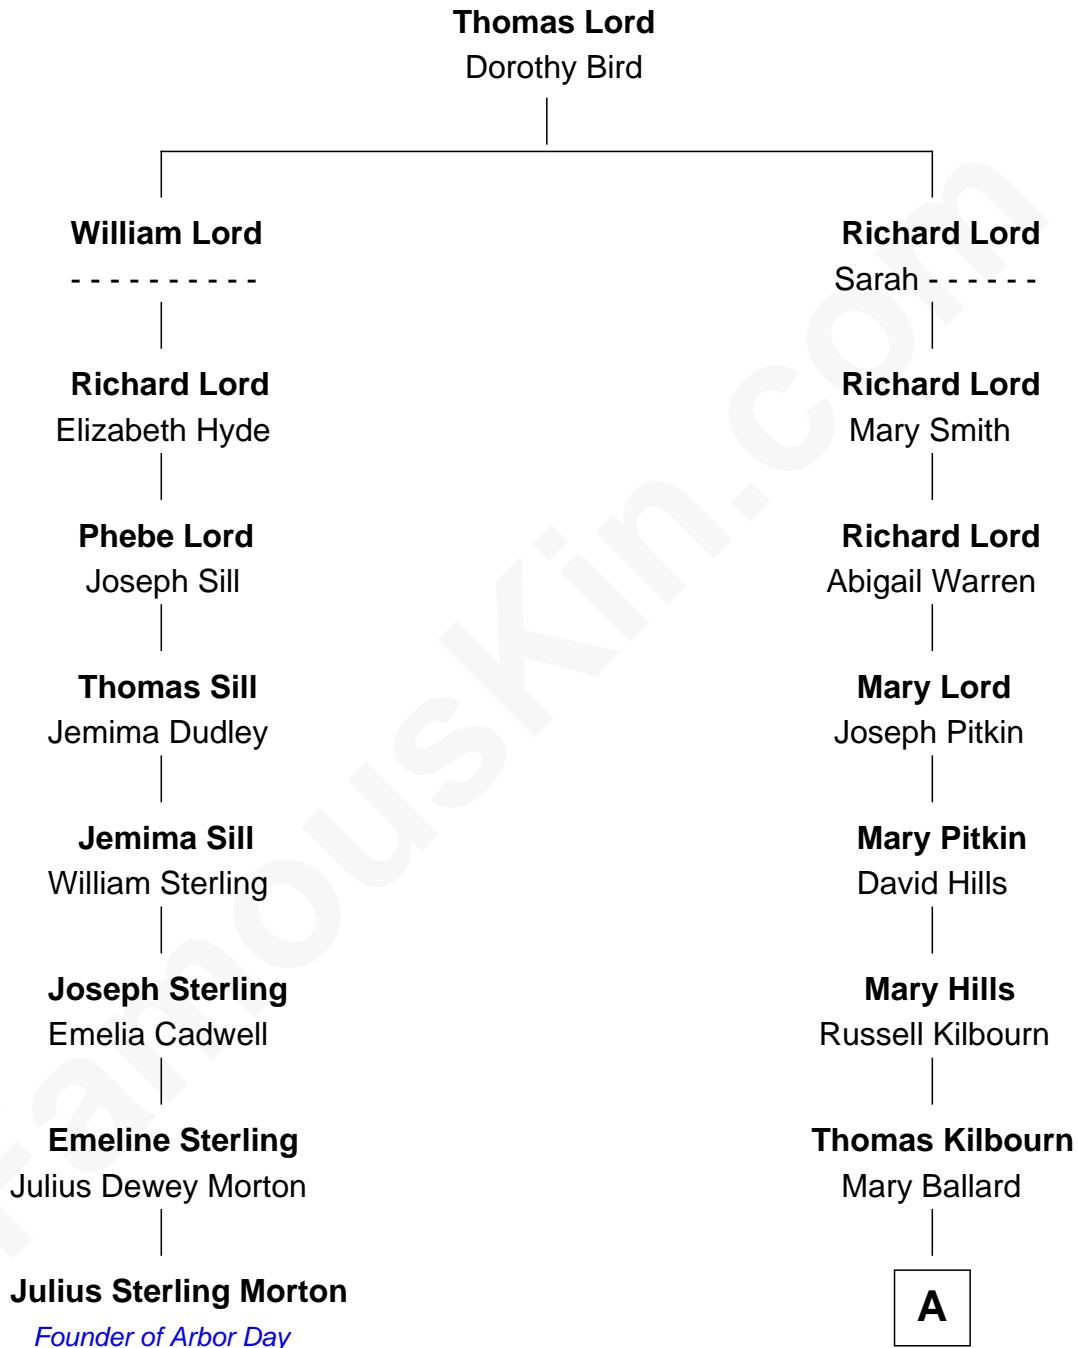 Thomas Lord
Dorothy Bird
William Lord
- - - - - - - - - -
Richard Lord
Sarah - - - - - -
Richard Lord
Elizabeth Hyde
Richard Lord
Mary Smith
Phebe Lord
Joseph Sill
Richard Lord
Abigail Warren
Thomas Sill
Jemima Dudley
Mary Lord
Joseph Pitkin
Jemima Sill
William Sterling
Mary Pitkin
David Hills
Joseph Sterling
Emelia Cadwell
Mary Hills
Russell Kilbourn
Emeline Sterling
Julius Dewey Morton
Thomas Kilbourn
Mary Ballard
Julius Sterling Morton
Founder of Arbor Day
A
FamousKin.com